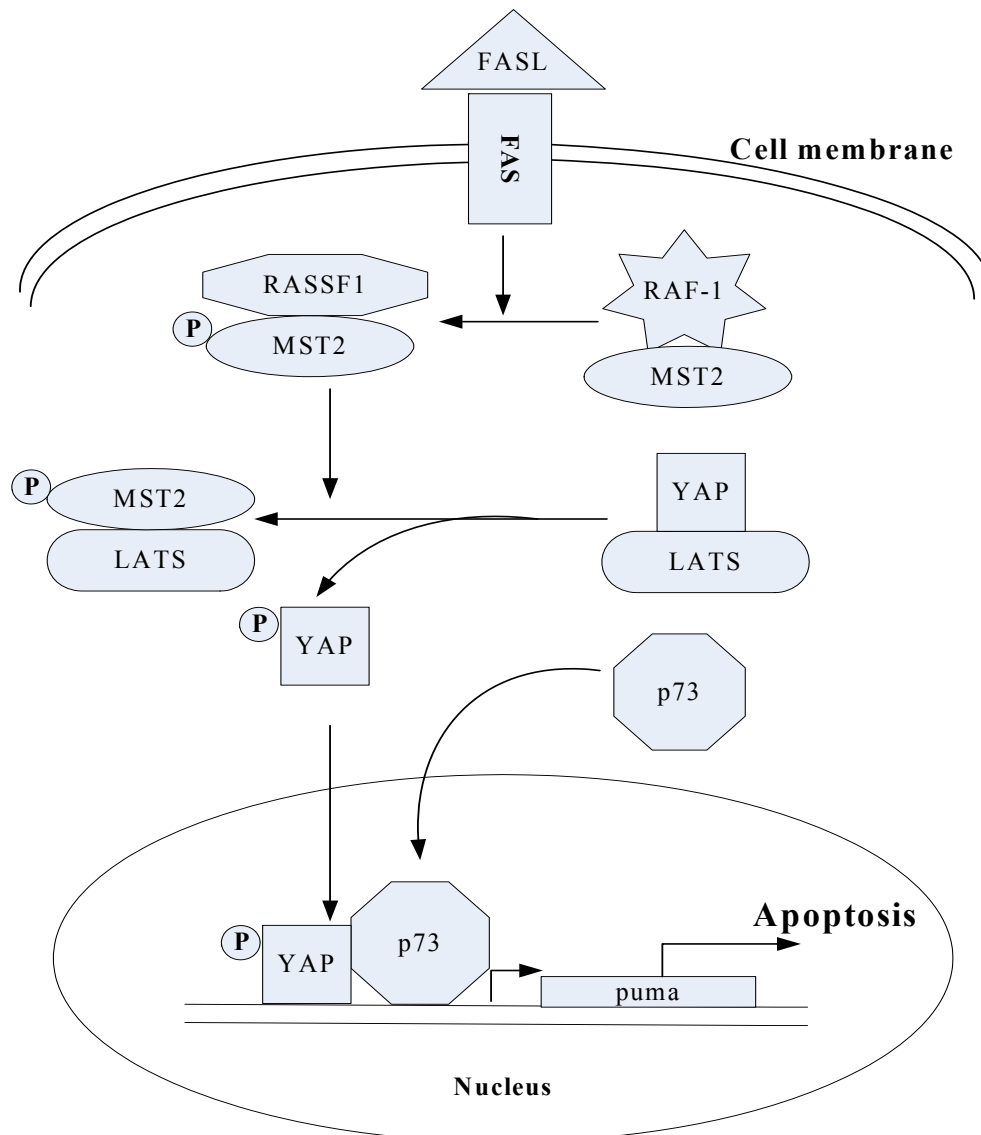 FASL
FAS
Cell membrane
RASSF1
RAF-1
P
MST2
MST2
P
MST2
YAP
LATS
LATS
P
YAP
p73
Apoptosis
P
YAP
p73
puma
Nucleus